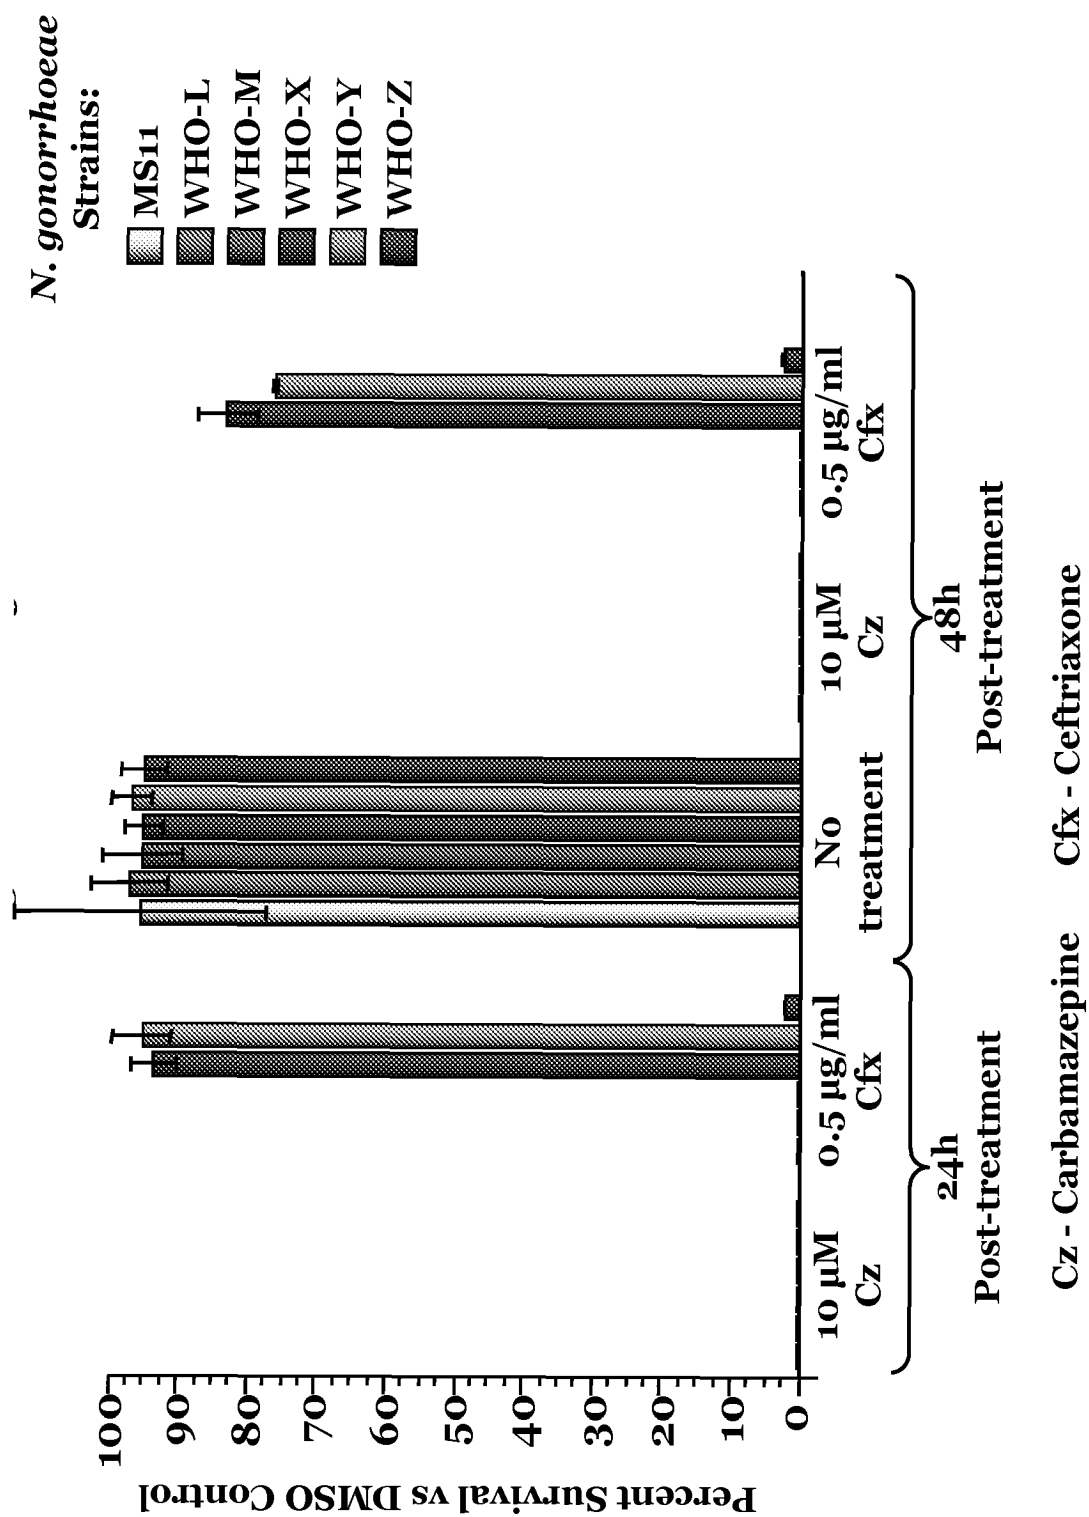 N. gonorrhoeae
Strains:
MS11
WHO-L
WHO-M
WHO-X
WHO-Y
WHO-Z
Percent Survival vs DMSO Control
100
90
80
70
60
50
40
30
20
10
0
10 µM
Cz
0.5 µg/ml
Cfx
No
treatment
10 µM
Cz
0.5 µg/ml
Cfx
24h
Post-treatment
48h
Post-treatment
Cz - Carbamazepine Cfx - Ceftriaxone